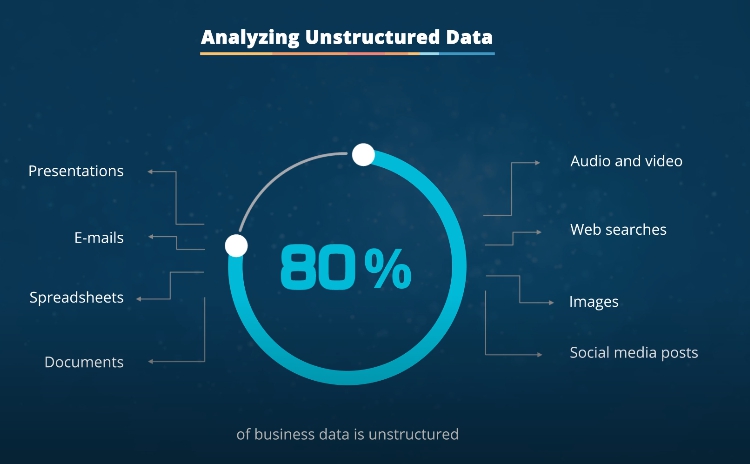 Analyzing Unstructured Data
Presentations
E-mails
Spreadsheets
Documents
80%
Audio and video
Web searches
Images
Social media posts
of business data is unstructured